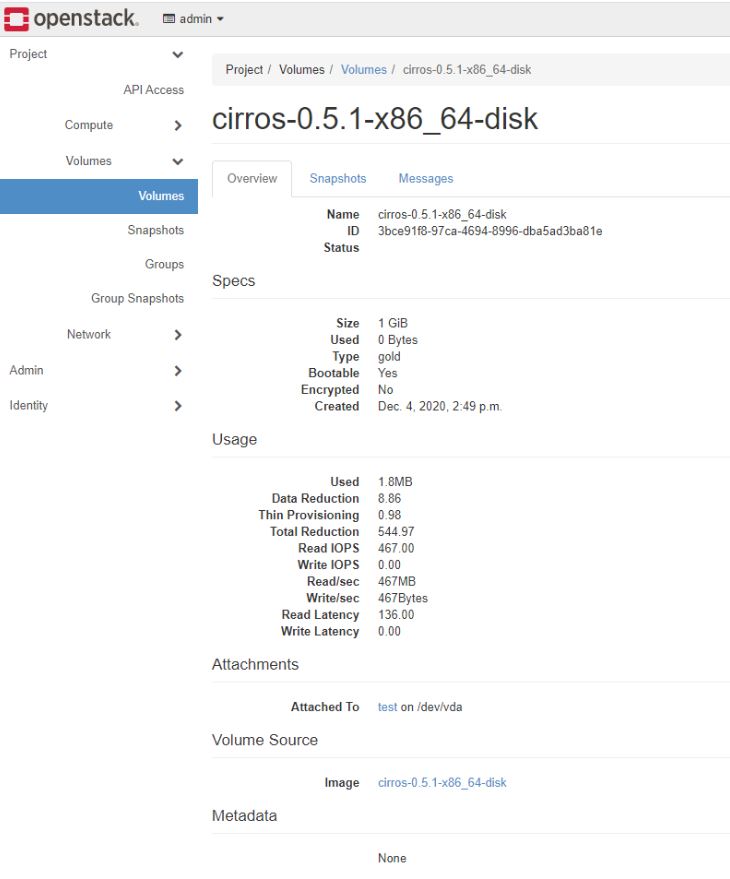 openstack. admin
Project
API Access
Compute
Volumes
Volumes
Snapshots
Groups
Group Snapshots
Network
Admin
Identity
Project / Volumes / Volumes / cirros-0.5.1-x86_64-disk
cirros-0.5.1-x86_64-disk
Overview Snapshots Messages
Name cirros-0.5.1-x86_64-disk
ID 3bce91f8-97ca-4694-8996-dba5ad3ba81e
Status
Specs
Size 1 GiB
Used 0 Bytes
Type gold
Bootable Yes
Encrypted No
Created Dec. 4, 2020, 2:49 p.m.
Usage
Used 1.8MB
Data Reduction 8.86
Thin Provisioning 0.98
Total Reduction 544.97
Read IOPS 467.00
Write IOPS 0.00
Read/sec 467MB
Write/sec 467Bytes
Read Latency 136.00
Write Latency 0.00
Attachments
Attached To test on /dev/vda
Volume Source
Image cirros-0.5.1-x86_64-disk
Metadata
None